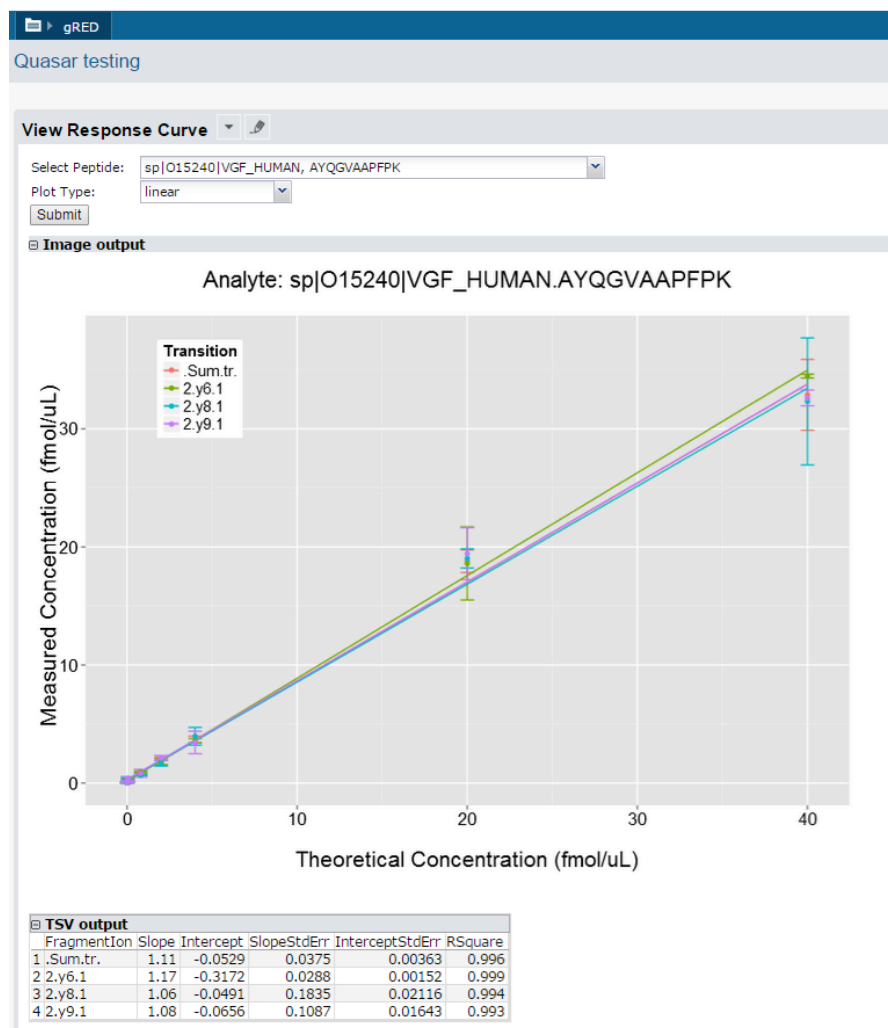 gRED
Quasar testing
View Response Curve
Select Peptide: sp|O15240|VGF_HUMAN, AYQGVAAPFPK
Plot Type: linear
Submit
Image output
Analyte: sp|O15240|VGF_HUMAN.AYQGVAAPFPK
Transition
.Sum.tr.
2.y6.1
2.y8.1
2.y9.1
Measured Concentration (fmol/uL)
30
20
10
0
0 10 20 30 40
Theoretical Concentration (fmol/uL)
TSV output
FragmentIon Slope Intercept SlopeStdErr InterceptStdErr RSquare
1 .Sum.tr. 1.11 -0.0529 0.0375 0.00363 0.996
2 2.y6.1 1.17 -0.3172 0.0288 0.00152 0.999
3 2.y8.1 1.06 -0.0491 0.1835 0.02116 0.994
4 2.y9.1 1.08 -0.0656 0.1087 0.01643 0.993